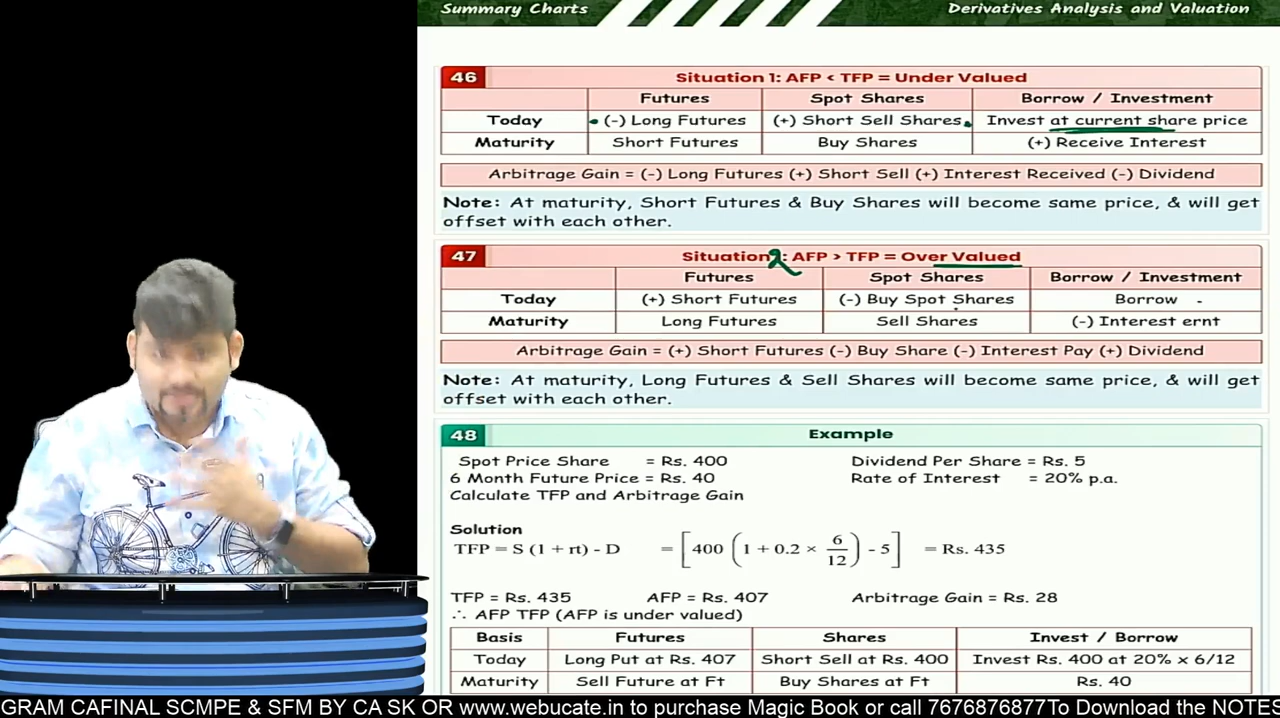 Summary Charts Derivatives Analysis and Valuation
46 Situation 1: AFP < TFP = Under Valued
Futures Spot Shares Borrow / Investment
Today (-) Long Futures (+) Short Sell Shares Invest at current share price
Maturity Short Futures Buy Shares (+) Receive Interest
Arbitrage Gain = (-) Long Futures (+) Short Sell (+) Interest Received (-) Dividend
Note: At maturity, Short Futures & Buy Shares will become same price, & will get
offset with each other.
47 Situation 2: AFP > TFP = Over Valued
Futures Spot Shares Borrow / Investment
Today (+) Short Futures (-) Buy Spot Shares Borrow
Maturity Long Futures Sell Shares (-) Interest ernt
Arbitrage Gain = (+) Short Futures (-) Buy Share (-) Interest Pay (+) Dividend
Note: At maturity, Long Futures & Sell Shares will become same price, & will get
offset with each other.
48 Example
Spot Price Share = Rs. 400 Dividend Per Share = Rs. 5
6 Month Future Price = Rs. 40 Rate of Interest = 20% p.a.
Calculate TFP and Arbitrage Gain
Solution
TFP = S (1 + rt) - D = [400 (1 + 0.2 × 6/12) - 5] = Rs. 435
TFP = Rs. 435 AFP = Rs. 407 Arbitrage Gain = Rs. 28
∴ AFP TFP (AFP is under valued)
Basis Futures Shares Invest / Borrow
Today Long Put at Rs. 407 Short Sell at Rs. 400 Invest Rs. 400 at 20% x 6/12
Maturity Sell Future at Ft Buy Shares at Ft Rs. 40
GRAM CAFINAL SCMPE & SFM BY CA SK OR www.webucate.in to purchase Magic Book or call 7676876877To Download the NOTES